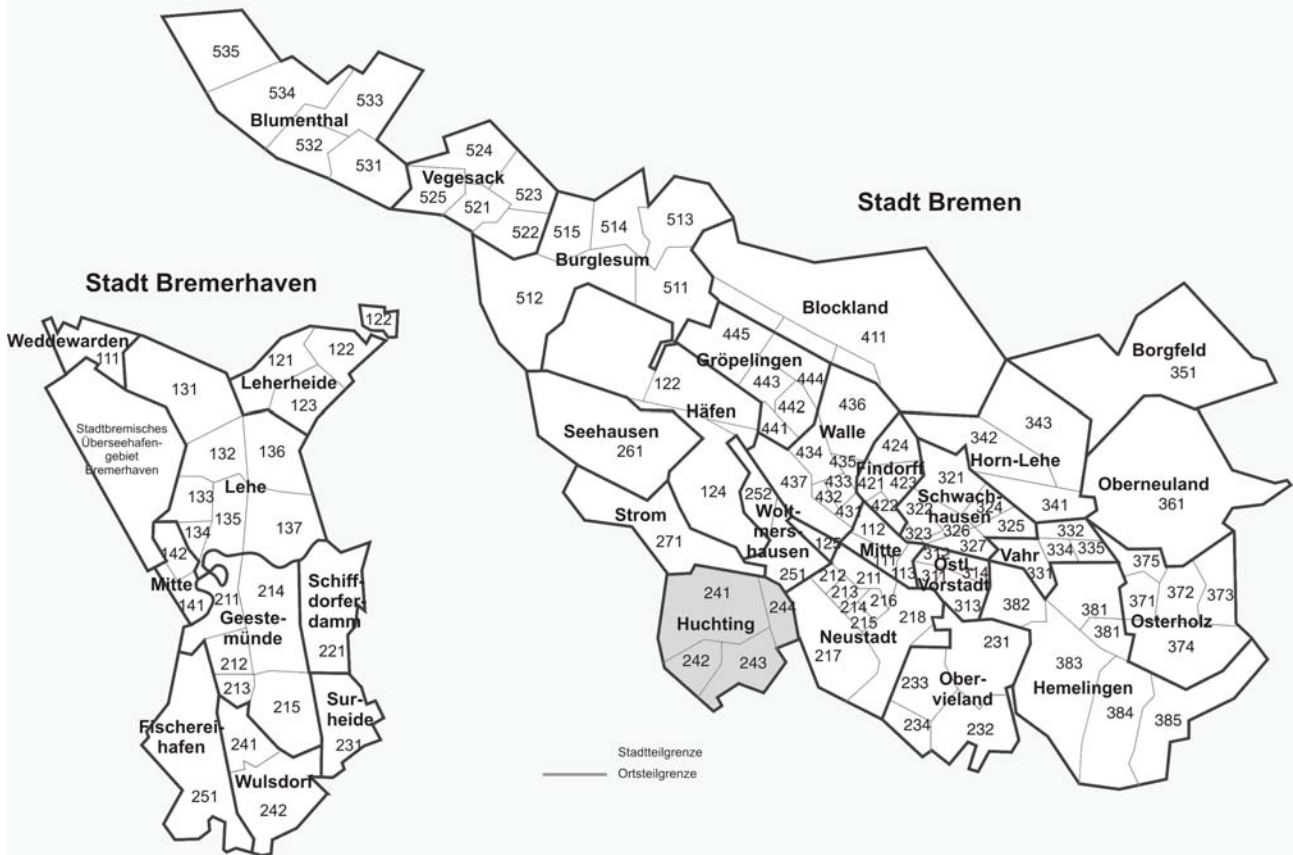 535
534
533
Blumenthal
532
531
524
Vegesack
525
521
523
522
515
514
513
Burglesum
512
511
Stadt Bremen
Blockland
411
Borgfeld
351
445
Gröpelingen
443
444
442
441
122
Häfen
Seehausen
261
436
Walle
434
435
437
433
432
431
424
Findorff
421
423
422
342
343
Horn-Lehe
341
Oberneuland
361
321
Schwach-
hausen
322
324
323
326
325
327
332
334
335
Vahr
331
124
252
Strom
271
Wolt-
mers-
hausen
125
251
112
Mitte
111
113
312
Östl.
311
314
Vorstadt
313
375
371
372
373
Osterholz
374
241
244
Huchting
242
243
212
211
213
214
216
215
218
Neustadt
217
231
233
Ober-
vieland
234
232
382
381
381
383
Hemelingen
384
385
Stadt Bremerhaven
122
Weddewarden
111
121
122
Leherheide
123
131
Stadtbremisches
Überseehafen-
gebiet
Bremerhaven
132
136
Lehe
133
135
134
137
142
Mitte
141
211
214
Geeste-
münde
Schiff-
dorfer-
damm
221
212
213
215
Sur-
heide
231
Fischerei-
hafen
241
Wulsdorf
251
242
Stadtteilgrenze
Ortsteilgrenze